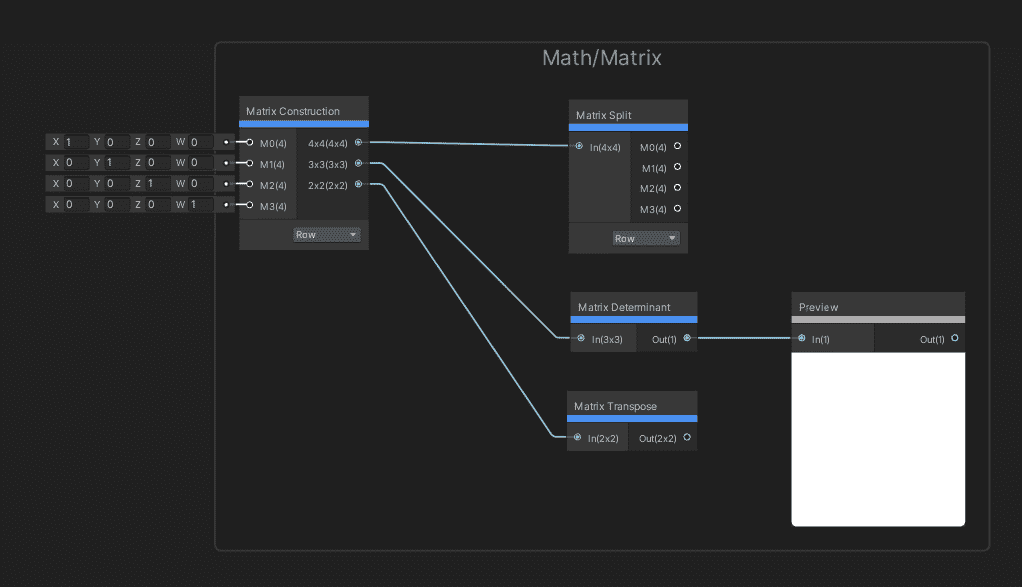 Math/Matrix
Matrix Construction
X 1 Y 0 Z 0 W 0 M0(4) 4x4(4x4)
X 0 Y 1 Z 0 W 0 M1(4) 3x3(3x3)
X 0 Y 0 Z 1 W 0 M2(4) 2x2(2x2)
X 0 Y 0 Z 0 W 1 M3(4)
Row
Matrix Split
In(4x4) M0(4)
M1(4)
M2(4)
M3(4)
Row
Matrix Determinant
In(3x3) Out(1)
Preview
In(1) Out(1)
Matrix Transpose
In(2x2) Out(2x2)